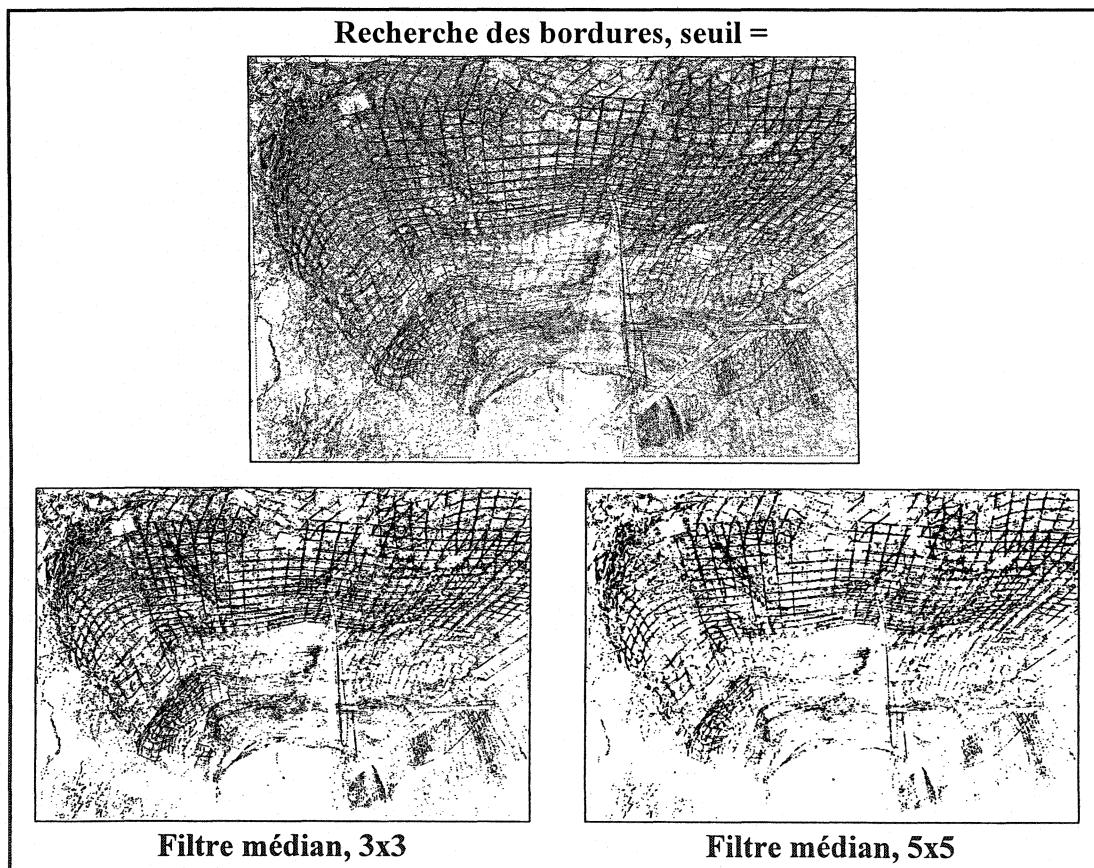 Recherche des bordures, seuil =
Filtre médian, 3x3
Filtre médian, 5x5